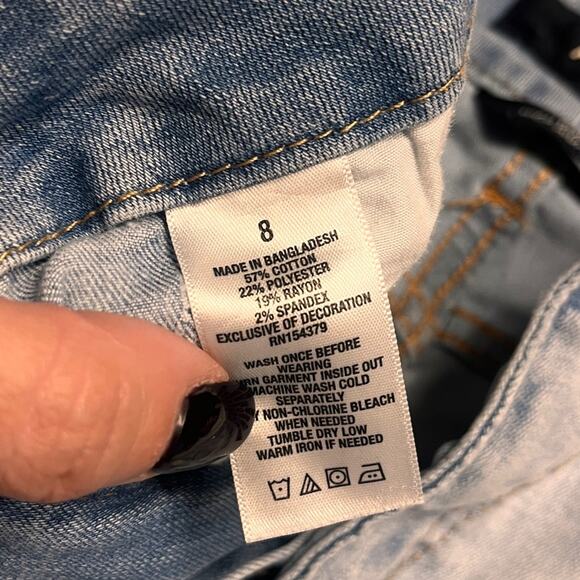 8
MADE IN BANGLADESH
57% COTTON
22% POLYESTER
19% RAYON
2% SPANDEX
EXCLUSIVE OF DECORATION
RN154379
WASH ONCE BEFORE
WEARING
GARMENT INSIDE OUT
MACHINE WASH COLD
SEPARATELY
NON-CHLORINE BLEACH
WHEN NEEDED
TUMBLE DRY LOW
WARM IRON IF NEEDED